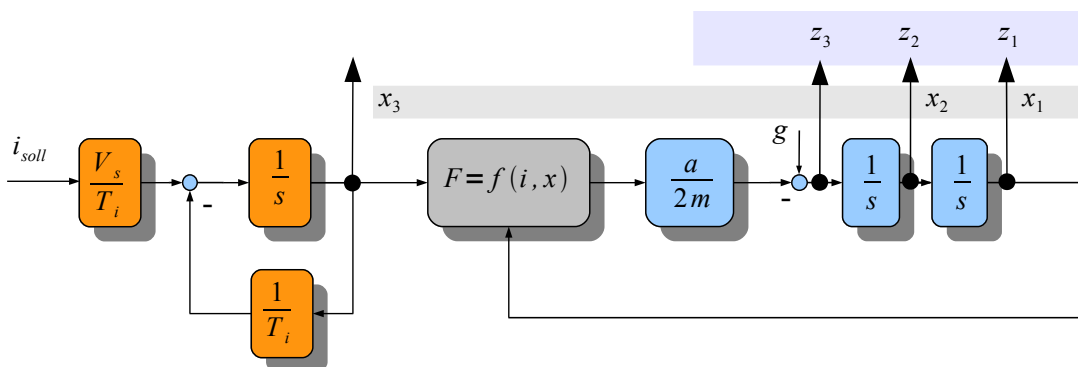 z₃ z₂ z₁
x₃ x₂ x₁
i_soll g
V_s/T_i - 1/s F=f(i,x) a/2m - 1/s 1/s
1/T_i